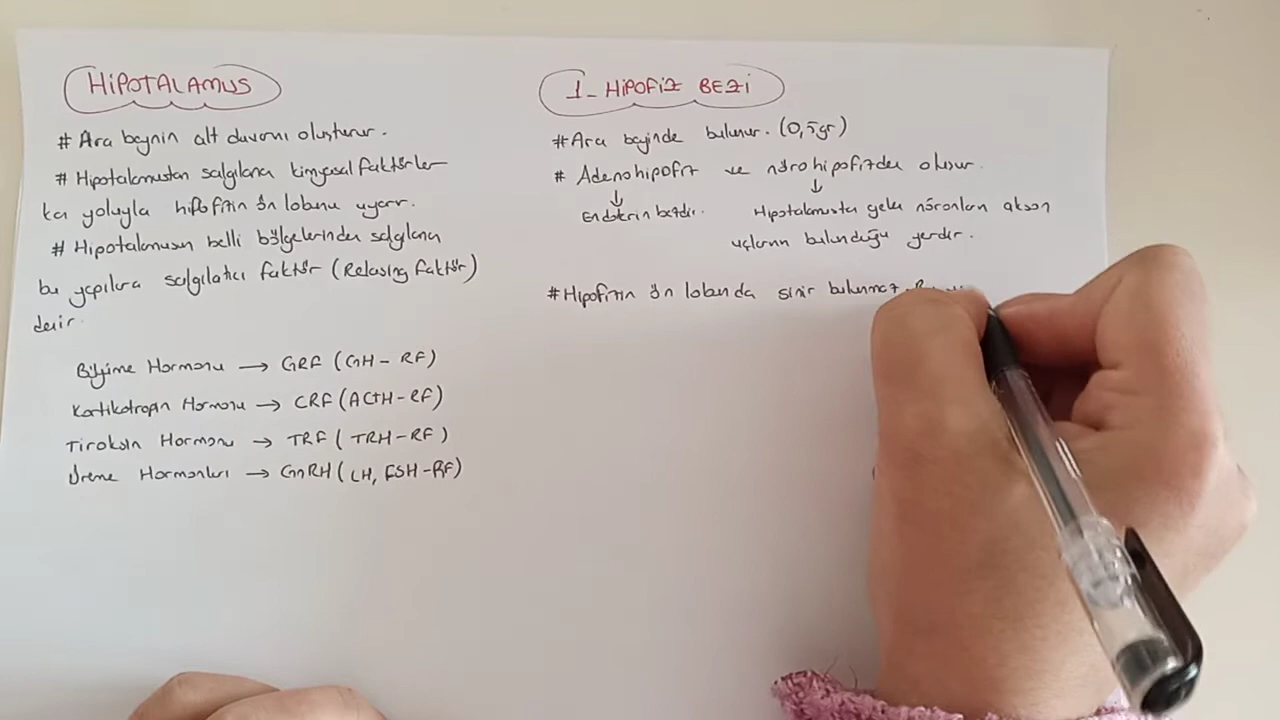 HİPOTALAMUS
# Ara beynin alt duvarını oluşturur.
# Hipotalamustan salgılanan kimyasal faktörler
kan yoluyla hipofizin ön lobunu uyarır.
# Hipotalamusun belli bölgelerinden salgılanan
bu yapılara salgılatıcı faktör (Relasing faktör)
denir.
Büyüme Hormonu → GRF (GH - RF)
Kortikotropin Hormonu → CRF (ACTH-RF)
Tiroksin Hormonu → TRF ( TRH-RF)
Üreme Hormonları → GnRH ( LH, FSH-RF)
1- HİPOFİZ BEZİ
# Ara beyinde bulunur. (0,5gr)
# Adenohipofiz ve nörohipofizden oluşur.
↓ ↓
Endokrin bezdir. Hipotalamustan gelen nöronların akson
uçlarının bulunduğu yerdir.
# Hipofizin ön lobunda sinir bulunmaz.